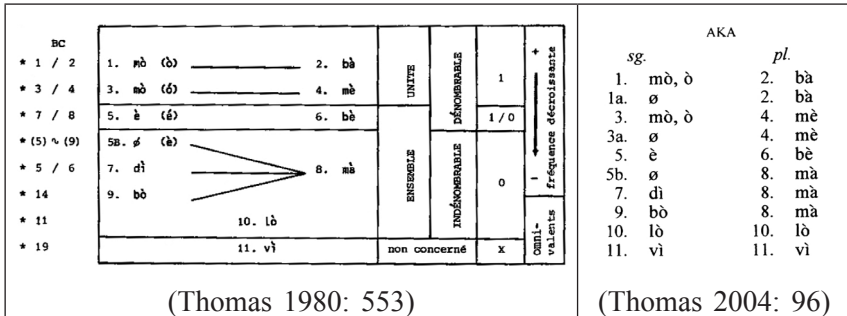 BC
* 1 / 2 1. mò (ò) 2. bà
* 3 / 4 3. mò (ó) 4. mè
* 7 / 8 5. è (é) 6. bè
* (5) ~ (9) 5B. ǿ (è)
* 5 / 6 7. dì 8. mà
* 14 9. bò
* 11 10. lò
* 19 11. vì non concerné X
UNITE
ENSEMBLE
DÉNOMBRABLE
INDÉNOMBRABLE
1
1/0
0
+
fréquence décroissante
–
omni-
valents
(Thomas 1980: 553)
AKA
sg. pl.
1. mò, ò 2. bà
1a. ø 2. bà
3. mò, ò 4. mè
3a. ø 4. mè
5. è 6. bè
5b. ø 8. mà
7. dì 8. mà
9. bò 8. mà
10. lò 10. lò
11. vì 11. vì
(Thomas 2004: 96)